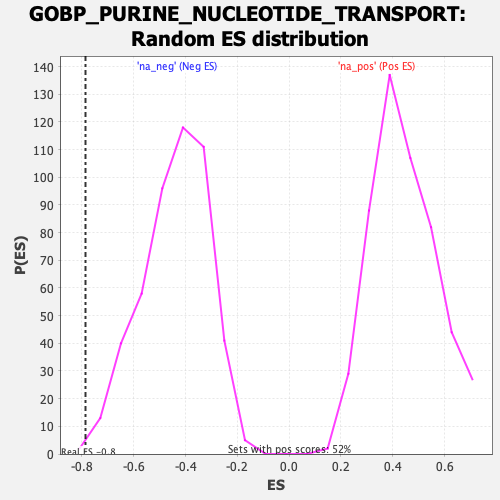 GOBP_PURINE_NUCLEOTIDE_TRANSPORT:
Random ES distribution
'na_neg' (Neg ES)
'na_pos' (Pos ES)
140
130
120
110
100
90
80
70
60
50
40
30
20
10
0
P(ES)
Real ES -0.8
Sets with pos scores: 52%
-0.8 -0.6 -0.4 -0.2 0.0 0.2 0.4 0.6
ES